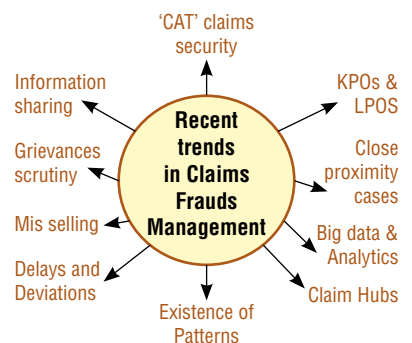 ‘CAT’ claims
security
KPOs &
LPOS
Close
proximity
cases
Big data &
Analytics
Claim Hubs
Existence of
Patterns
Delays and
Deviations
Mis selling
Grievances
scrutiny
Information
sharing
Recent
trends
in Claims
Frauds
Management